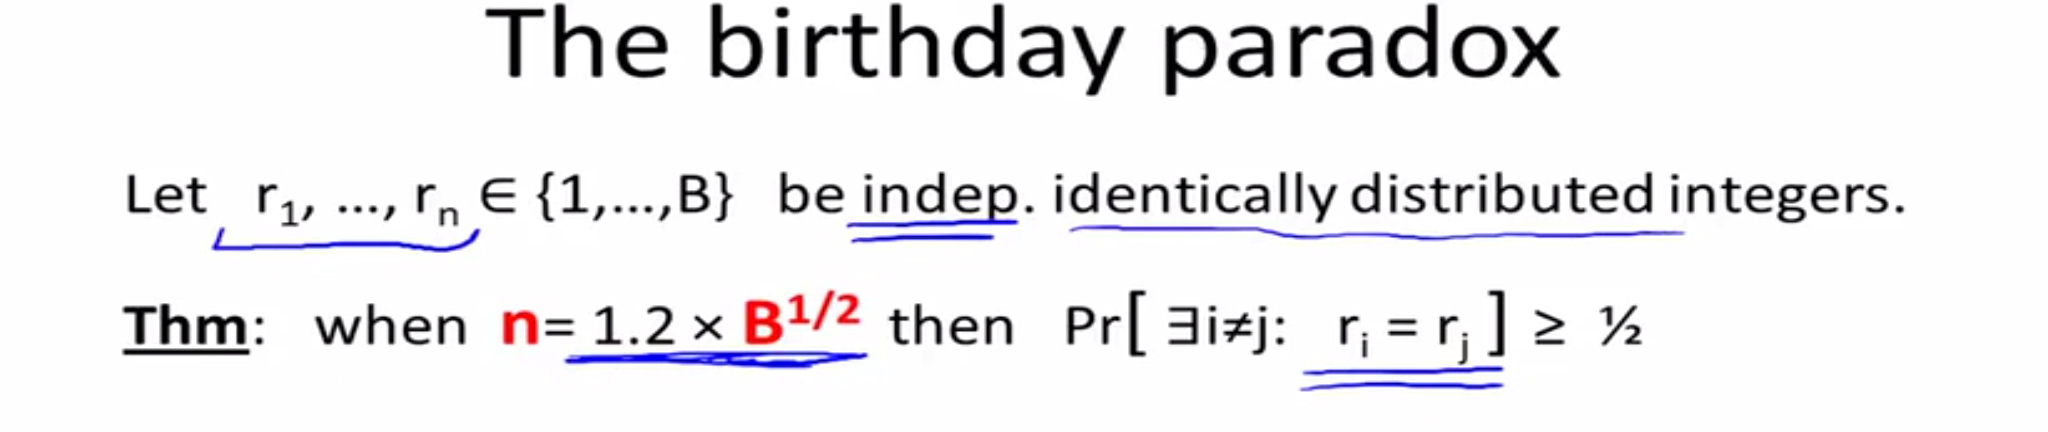 The birthday paradox
Let r₁, …, rₙ ∈ {1,…,B} be indep. identically distributed integers.
Thm: when n= 1.2 × B^1/2 then Pr[ ∃i≠j: rᵢ = rⱼ ] ≥ ½